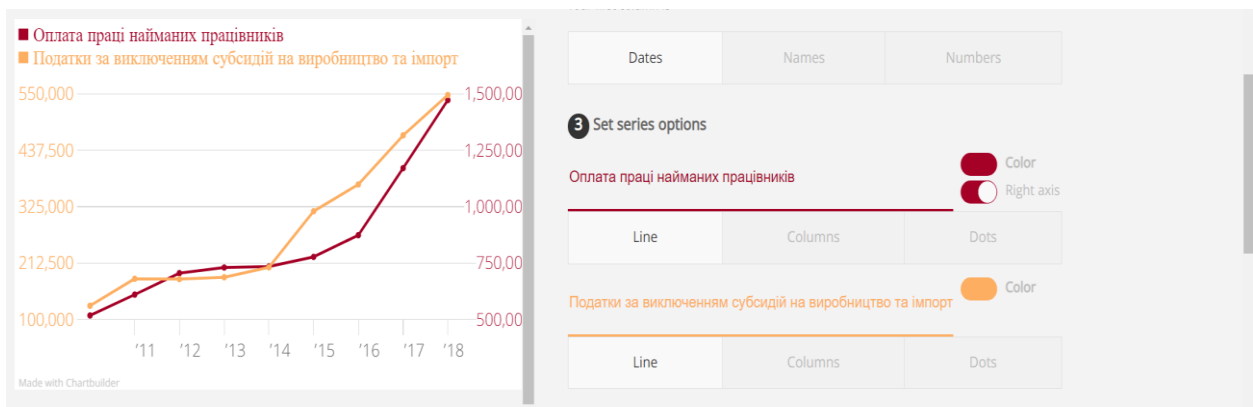 Оплата праці найманих працівників
Податки за виключенням субсидій на виробництво та імпорт
550,000
1,500,00
437,500
1,250,00
325,000
1,000,00
212,500
750,00
100,000
500,00
'11 '12 '13 '14 '15 '16 '17 '18
Made with Chartbuilder
Dates Names Numbers
3 Set series options
Color
Оплата праці найманих працівників
Right axis
Line Columns Dots
Color
Податки за виключенням субсидій на виробництво та імпорт
Line Columns Dots